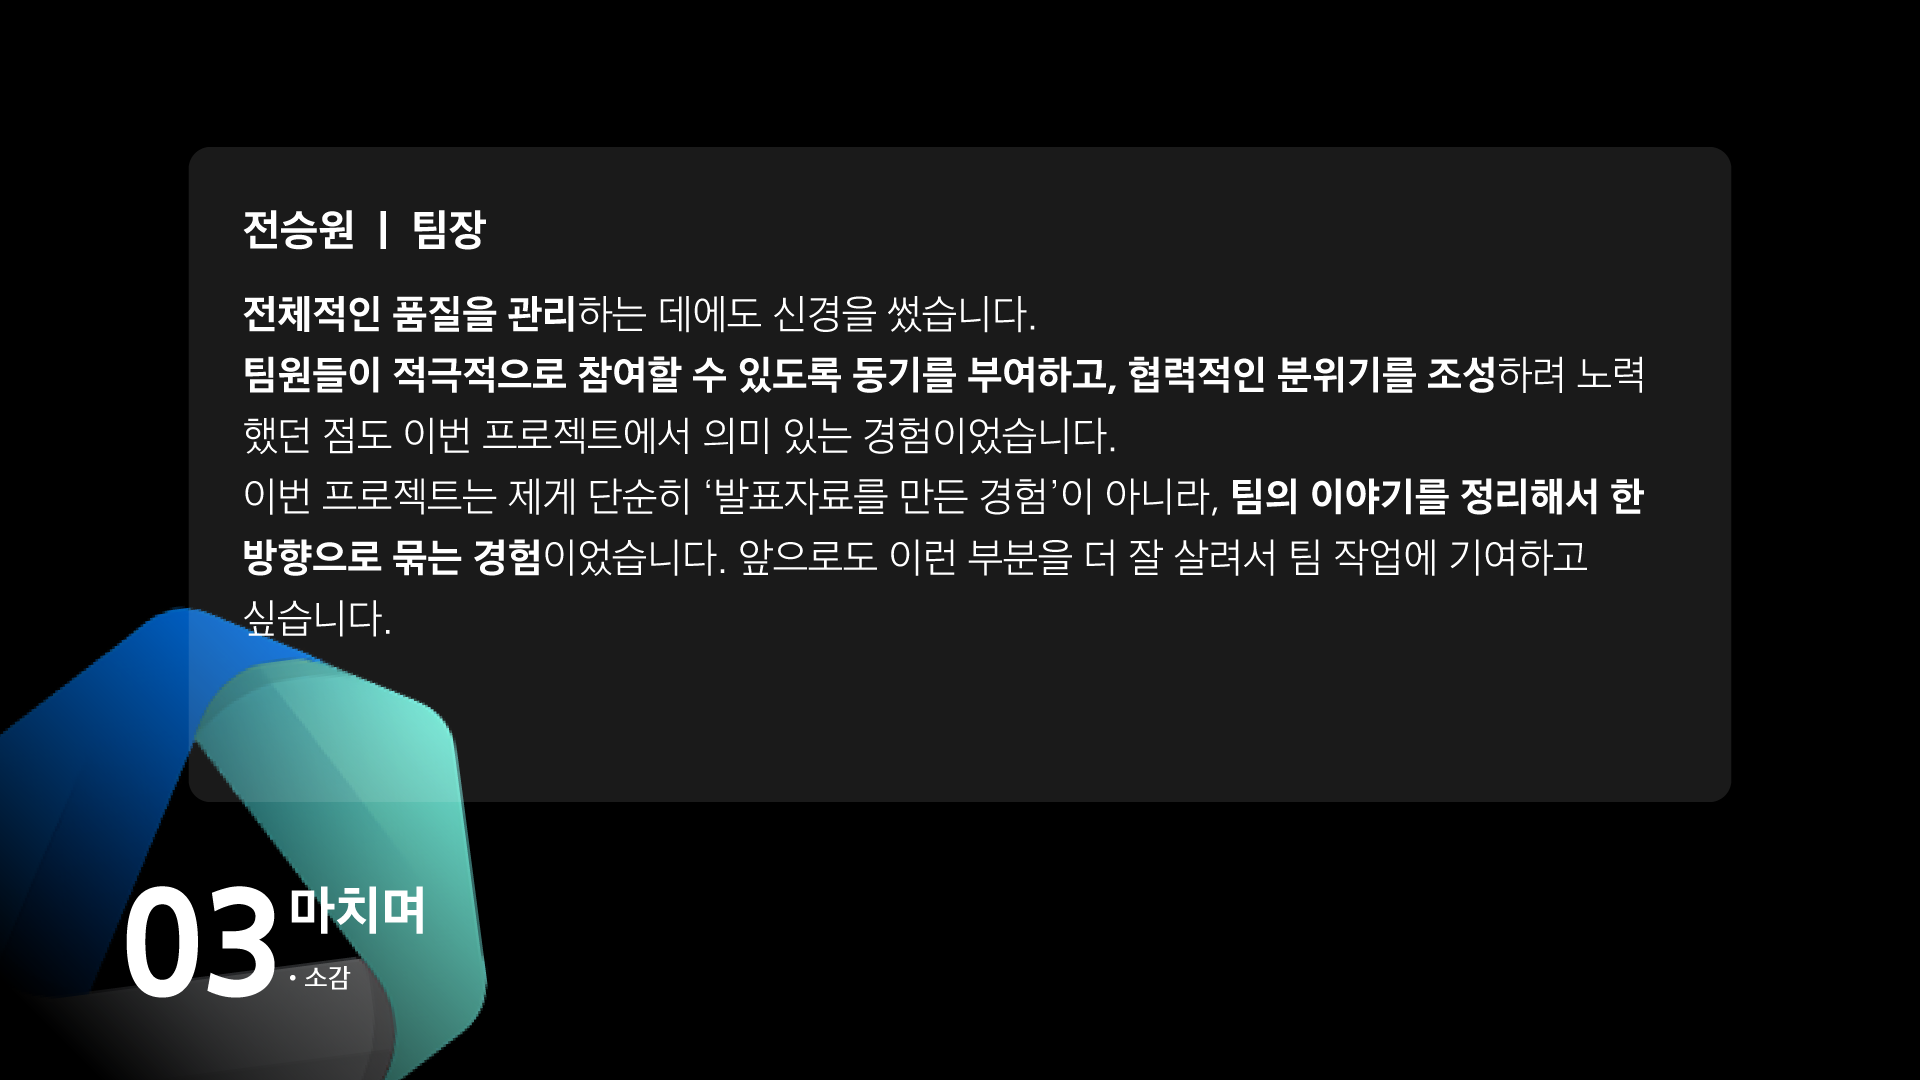 전승원 | 팀장
전체적인 품질을 관리하는 데에도 신경을 썼습니다.
팀원들이 적극적으로 참여할 수 있도록 동기를 부여하고, 협력적인 분위기를 조성하려 노력
했던 점도 이번 프로젝트에서 의미 있는 경험이었습니다.
이번 프로젝트는 제게 단순히 ‘발표자료를 만든 경험’이 아니라, 팀의 이야기를 정리해서 한
방향으로 묶는 경험이었습니다. 앞으로도 이런 부분을 더 잘 살려서 팀 작업에 기여하고
싶습니다.
03 마치며
• 소감